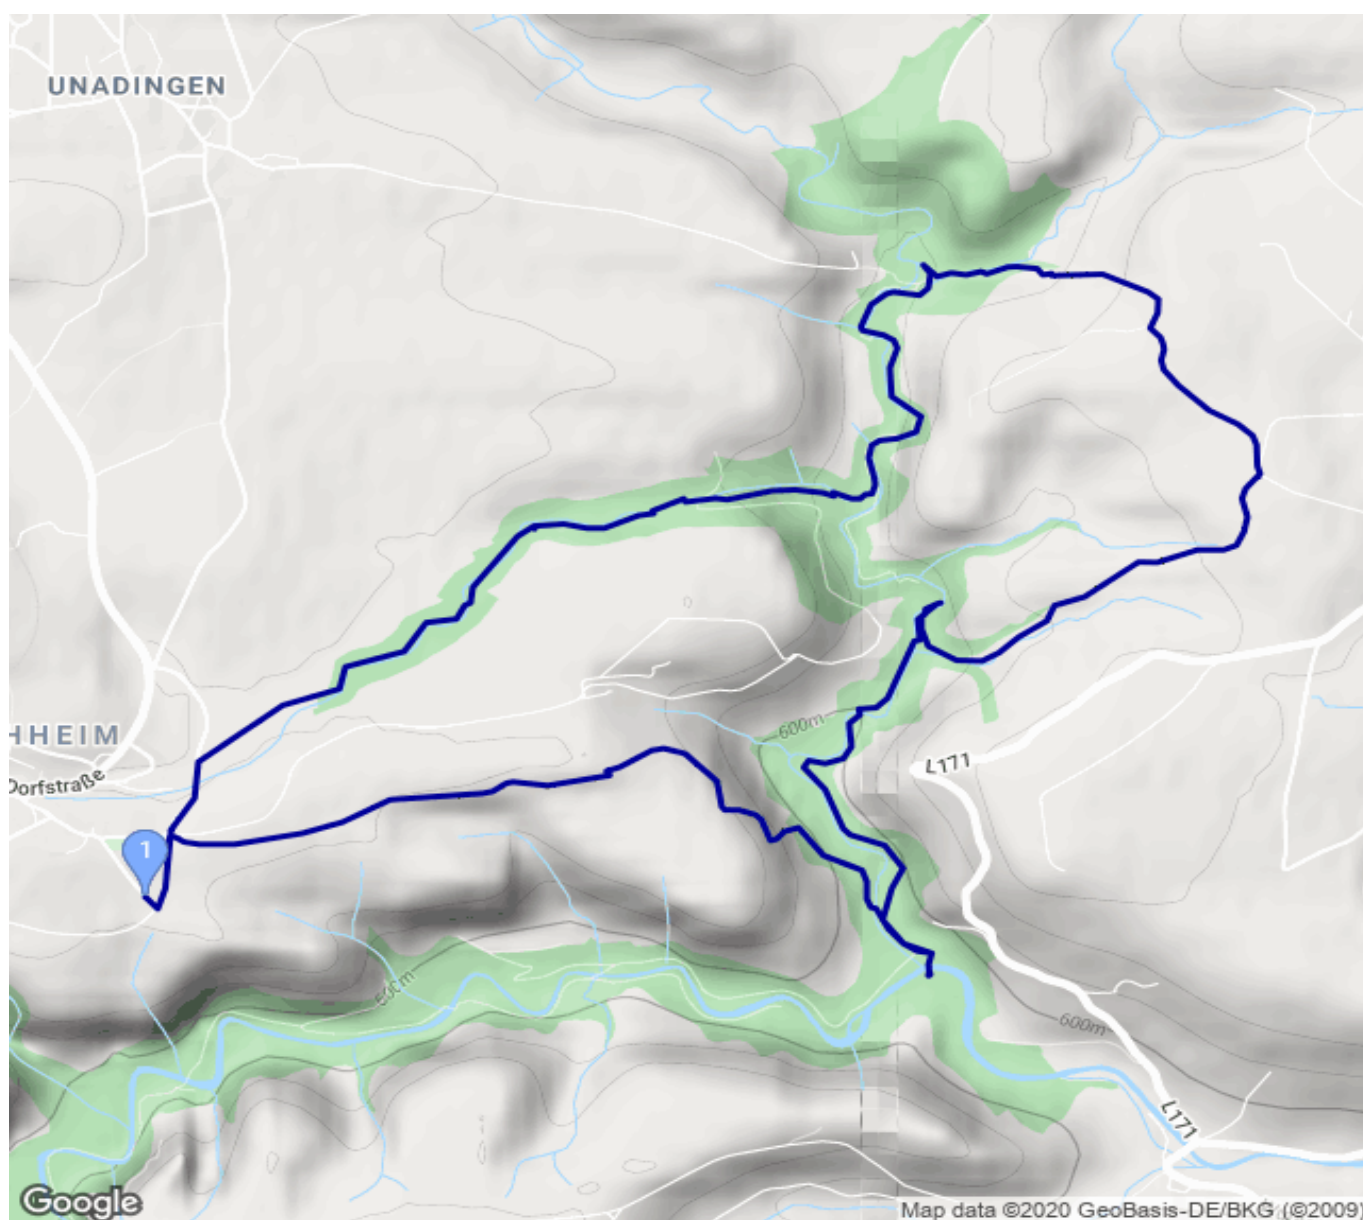 UNADINGEN
600m
HHEIM
L171
Dorfstraße
1
600m
600m
L171
Google
Map data ©2020 GeoBasis-DE/BKG (©2009)